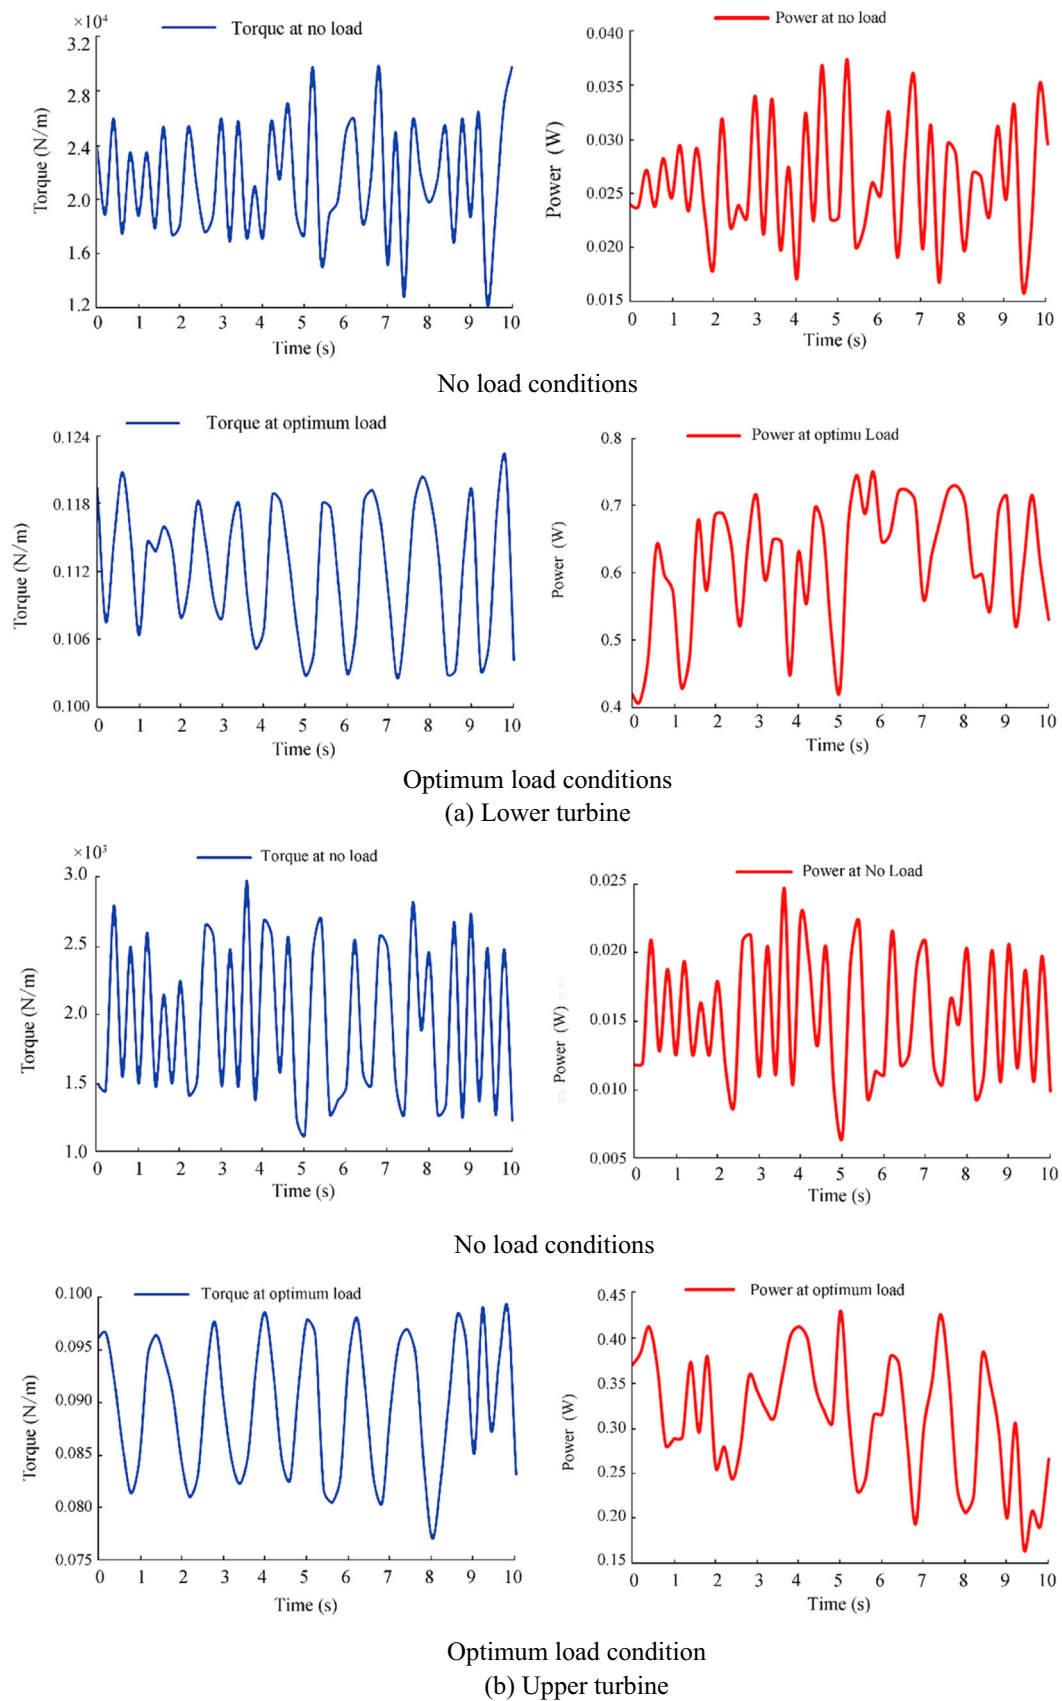 ×10⁴
Torque at no load
3.2
2.8
2.4
2.0
1.6
1.2
Torque (N/m)
0 1 2 3 4 5 6 7 8 9 10
Time (s)
Power at no load
0.040
0.030
0.025
0.020
0.015
Power (W)
0 1 2 3 4 5 6 7 8 9 10
Time (s)
No load conditions
Torque at optimum load
0.124
0.118
0.112
0.106
0.100
Torque (N/m)
0 1 2 3 4 5 6 7 8 9 10
Time (s)
Power at optimu Load
0.8
0.7
0.6
0.5
0.4
Power (W)
0 1 2 3 4 5 6 7 8 9 10
Time (s)
Optimum load conditions
(a) Lower turbine
×10³
Torque at no load
3.0
2.5
2.0
1.5
1.0
Torque (N/m)
0 1 2 3 4 5 6 7 8 9 10
Time (s)
Power at No Load
0.025
0.020
0.015
0.010
0.005
Power (W)
0 1 2 3 4 5 6 7 8 9 10
Time (s)
No load conditions
Torque at optimum load
0.100
0.095
0.090
0.085
0.080
0.075
Torque (N/m)
0 1 2 3 4 5 6 7 8 9 10
Time (s)
Power at optimum load
0.45
0.40
0.35
0.30
0.25
0.20
0.15
Power (W)
0 1 2 3 4 5 6 7 8 9 10
Time (s)
Optimum load condition
(b) Upper turbine